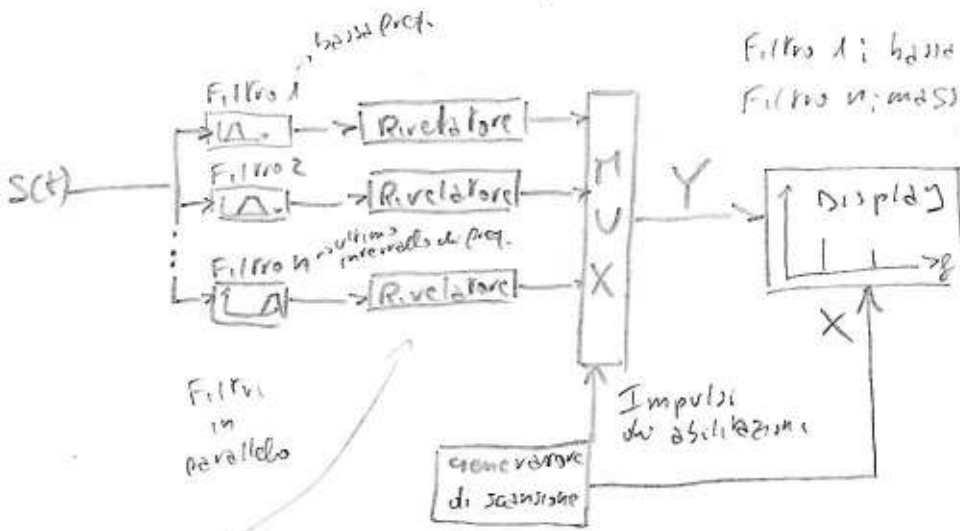 bassa freq.
Filtro 1
Filtro 1; bassa
Filtro n; mass
Rivelatore
S(t)
Filtro 2
Rivelatore
M
U
X
Y
Display
f
Filtro n ultimo
intervallo di freq.
Rivelatore
X
Filtri
in
parallelo
Impulsi
di abilitazioni
generatore
di scansione